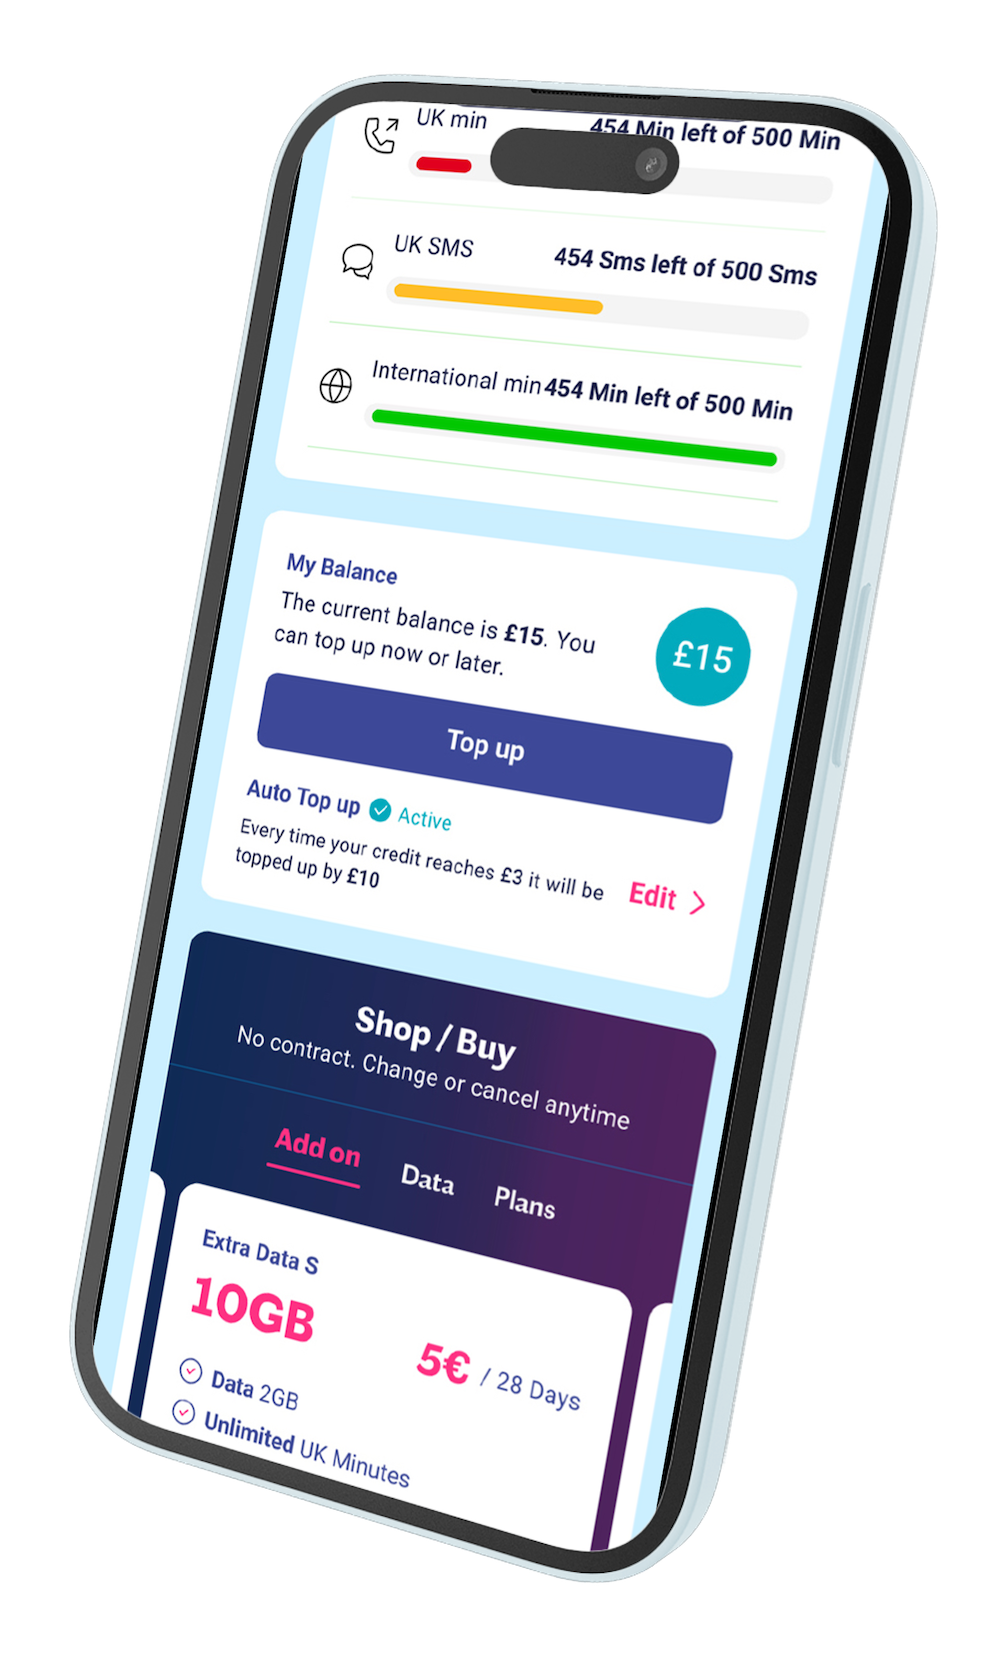 UK min 454 Min left of 500 Min
UK SMS 454 Sms left of 500 Sms
International min 454 Min left of 500 Min
My Balance
The current balance is £15. You
can top up now or later.
£15
Top up
Auto Top up Active
Every time your credit reaches £3 it will be
topped up by £10
Edit
Shop / Buy
No contract. Change or cancel anytime
Add on Data Plans
Extra Data S
10GB
5€ / 28 Days
Data 2GB
Unlimited UK Minutes